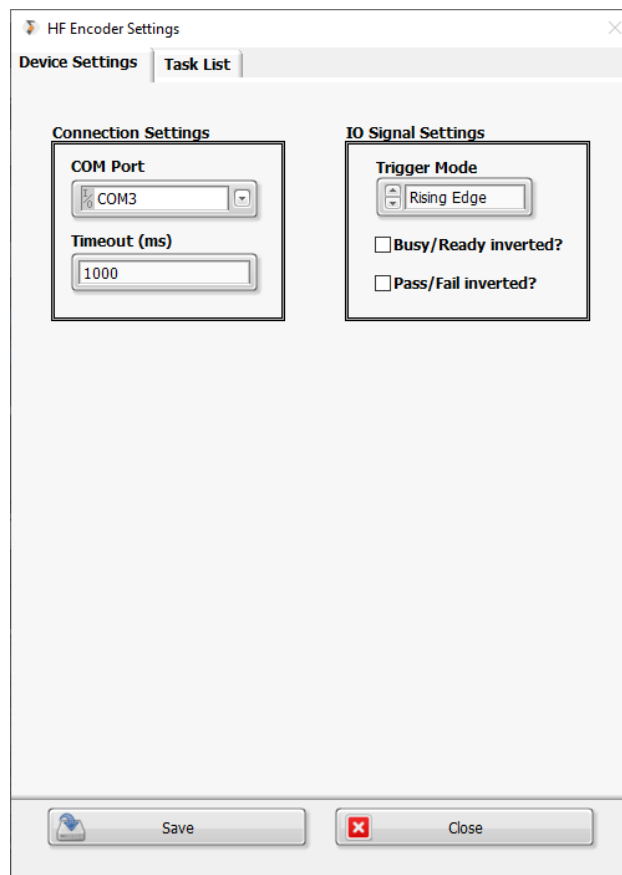 HF Encoder Settings
Device Settings
Task List
Connection Settings
COM Port
I/O COM3
Timeout (ms)
1000
IO Signal Settings
Trigger Mode
Rising Edge
Busy/Ready inverted?
Pass/Fail inverted?
Save
Close